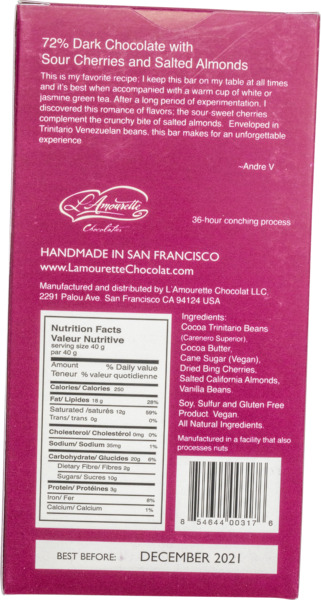 72% Dark Chocolate with
Sour Cherries and Salted Almonds
This is my favorite recipe: I keep this bar on my table at all times
and it's best when accompanied with a warm cup of white or
jasmine green tea. After a long period of experimentation, I
discovered this romance of flavors; the sour-sweet cherries
complement the crunchy bite of salted almonds. Enveloped in
Trinitario Venezuelan beans, this bar makes for an unforgettable
experience
~Andre V
L'Amourette
Chocolatier
36-hour conching process
HANDMADE IN SAN FRANCISCO
www.LamouretteChocolat.com
Manufactured and distributed by L'Amourette Chocolat LLC.
2291 Palou Ave. San Francisco CA 94124 USA
Nutrition Facts
Valeur Nutritive
serving size 40 g
par 40 g
Amount % Daily value
Teneur % valeur quotidienne
Calories/ Calories 250
Fat/ Lipides 18 g 28%
Saturated /saturés 12g 59%
Trans/ trans 0g 0%
Cholesterol/ Cholestérol 0mg 0%
Sodium/ Sodium 35mg 1%
Carbohydrate/ Glucides 20g 6%
Dietary Fibre/ Fibres 2g
Sugars/ Sucres 10g
Protein/ Protéines 3g
Iron/ Fer 8%
Calcium/ Calcium 1%
Ingredients:
Cocoa Trinitario Beans
(Carenero Superior),
Cocoa Butter,
Cane Sugar (Vegan),
Dried Bing Cherries,
Salted California Almonds,
Vanilla Beans.
Soy, Sulfur and Gluten Free
Product. Vegan.
All Natural Ingredients.
Manufactured in a facility that also
processes nuts
8 54644 00317 6
BEST BEFORE: DECEMBER 2021